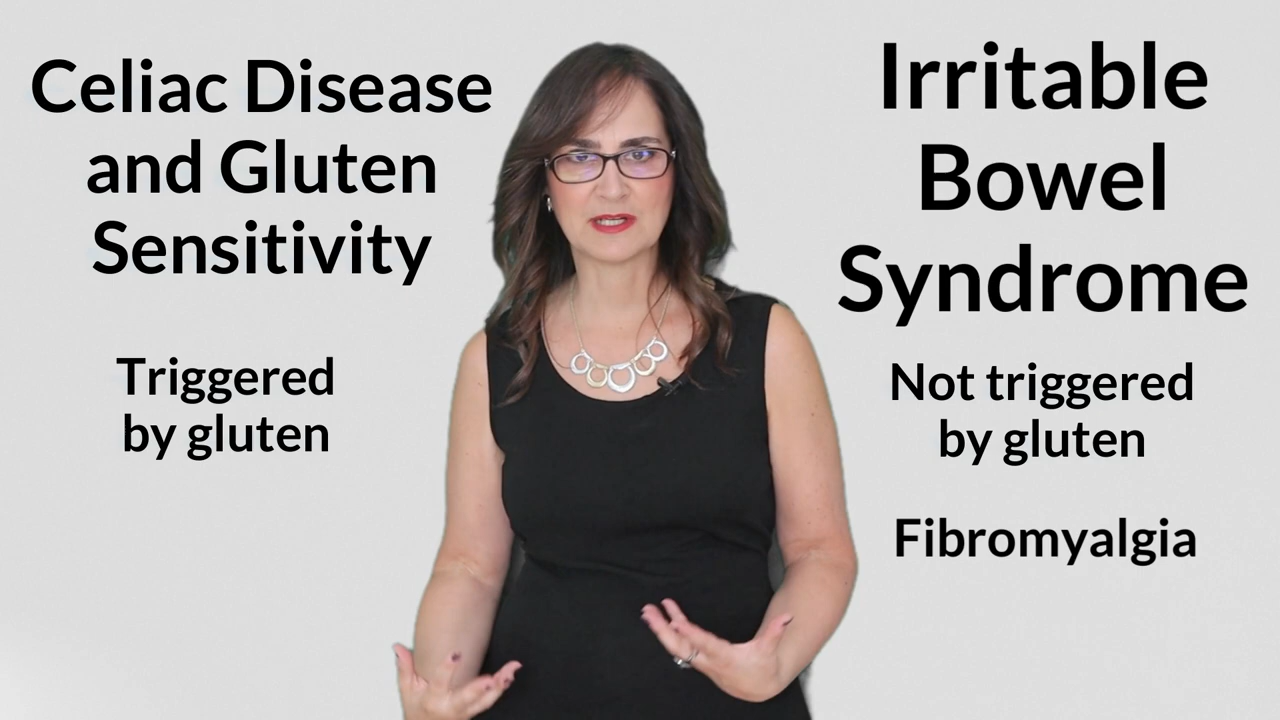 Celiac Disease
and Gluten
Sensitivity
Triggered
by gluten
Irritable
Bowel
Syndrome
Not triggered
by gluten
Fibromyalgia